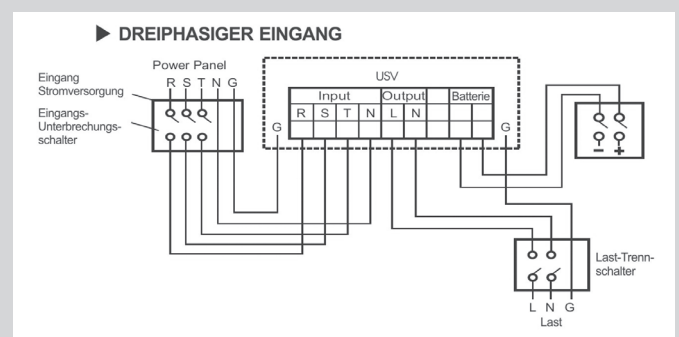 ▶ DREIPHASIGER EINGANG
Power Panel
R S T N G
Eingang
Stromversorgung
Eingangs-
Unterbrechungs-
schalter
USV
Input Output Batterie
R S T N L N
G G
− +
Last-Trenn-
schalter
L N G
Last